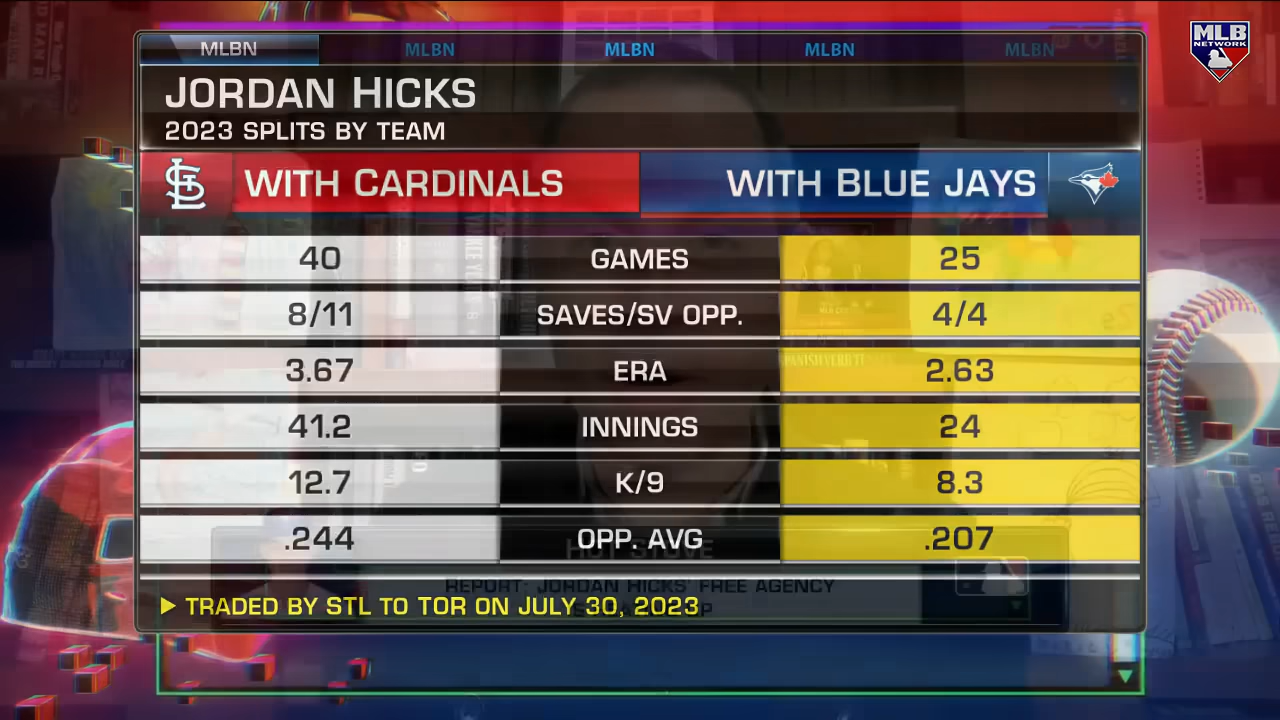 MLBN MLBN MLBN MLBN MLBN
MLB
NETWORK
JORDAN HICKS
2023 SPLITS BY TEAM
STL WITH CARDINALS WITH BLUE JAYS
40 GAMES 25
8/11 SAVES/SV OPP. 4/4
3.67 ERA 2.63
41.2 INNINGS 24
12.7 K/9 8.3
.244 OPP. AVG .207
HOT STOVE
REPORT: JORDAN HICKS' FREE AGENCY
TRADED BY STL TO TOR ON JULY 30, 2023